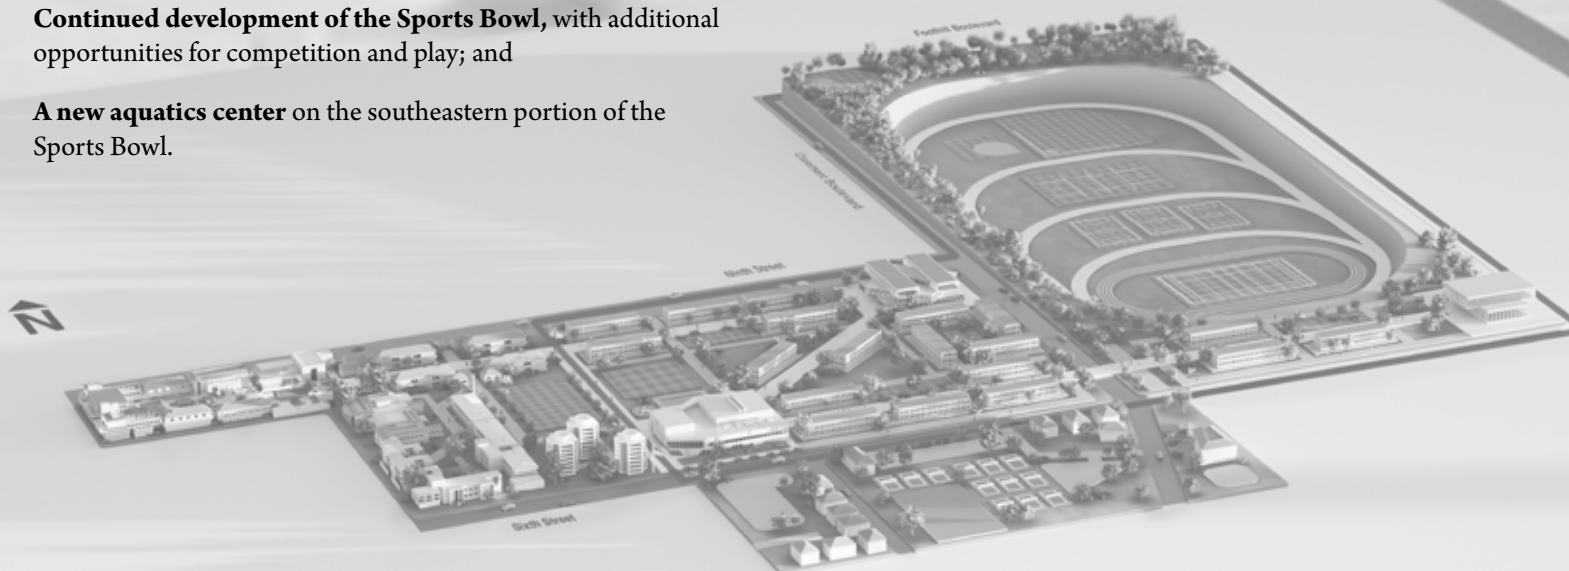 Continued development of the Sports Bowl, with additional
opportunities for competition and play; and
A new aquatics center on the southeastern portion of the
Sports Bowl.
Foothill Boulevard
Claremont Boulevard
Ninth Street
N
Sixth Street